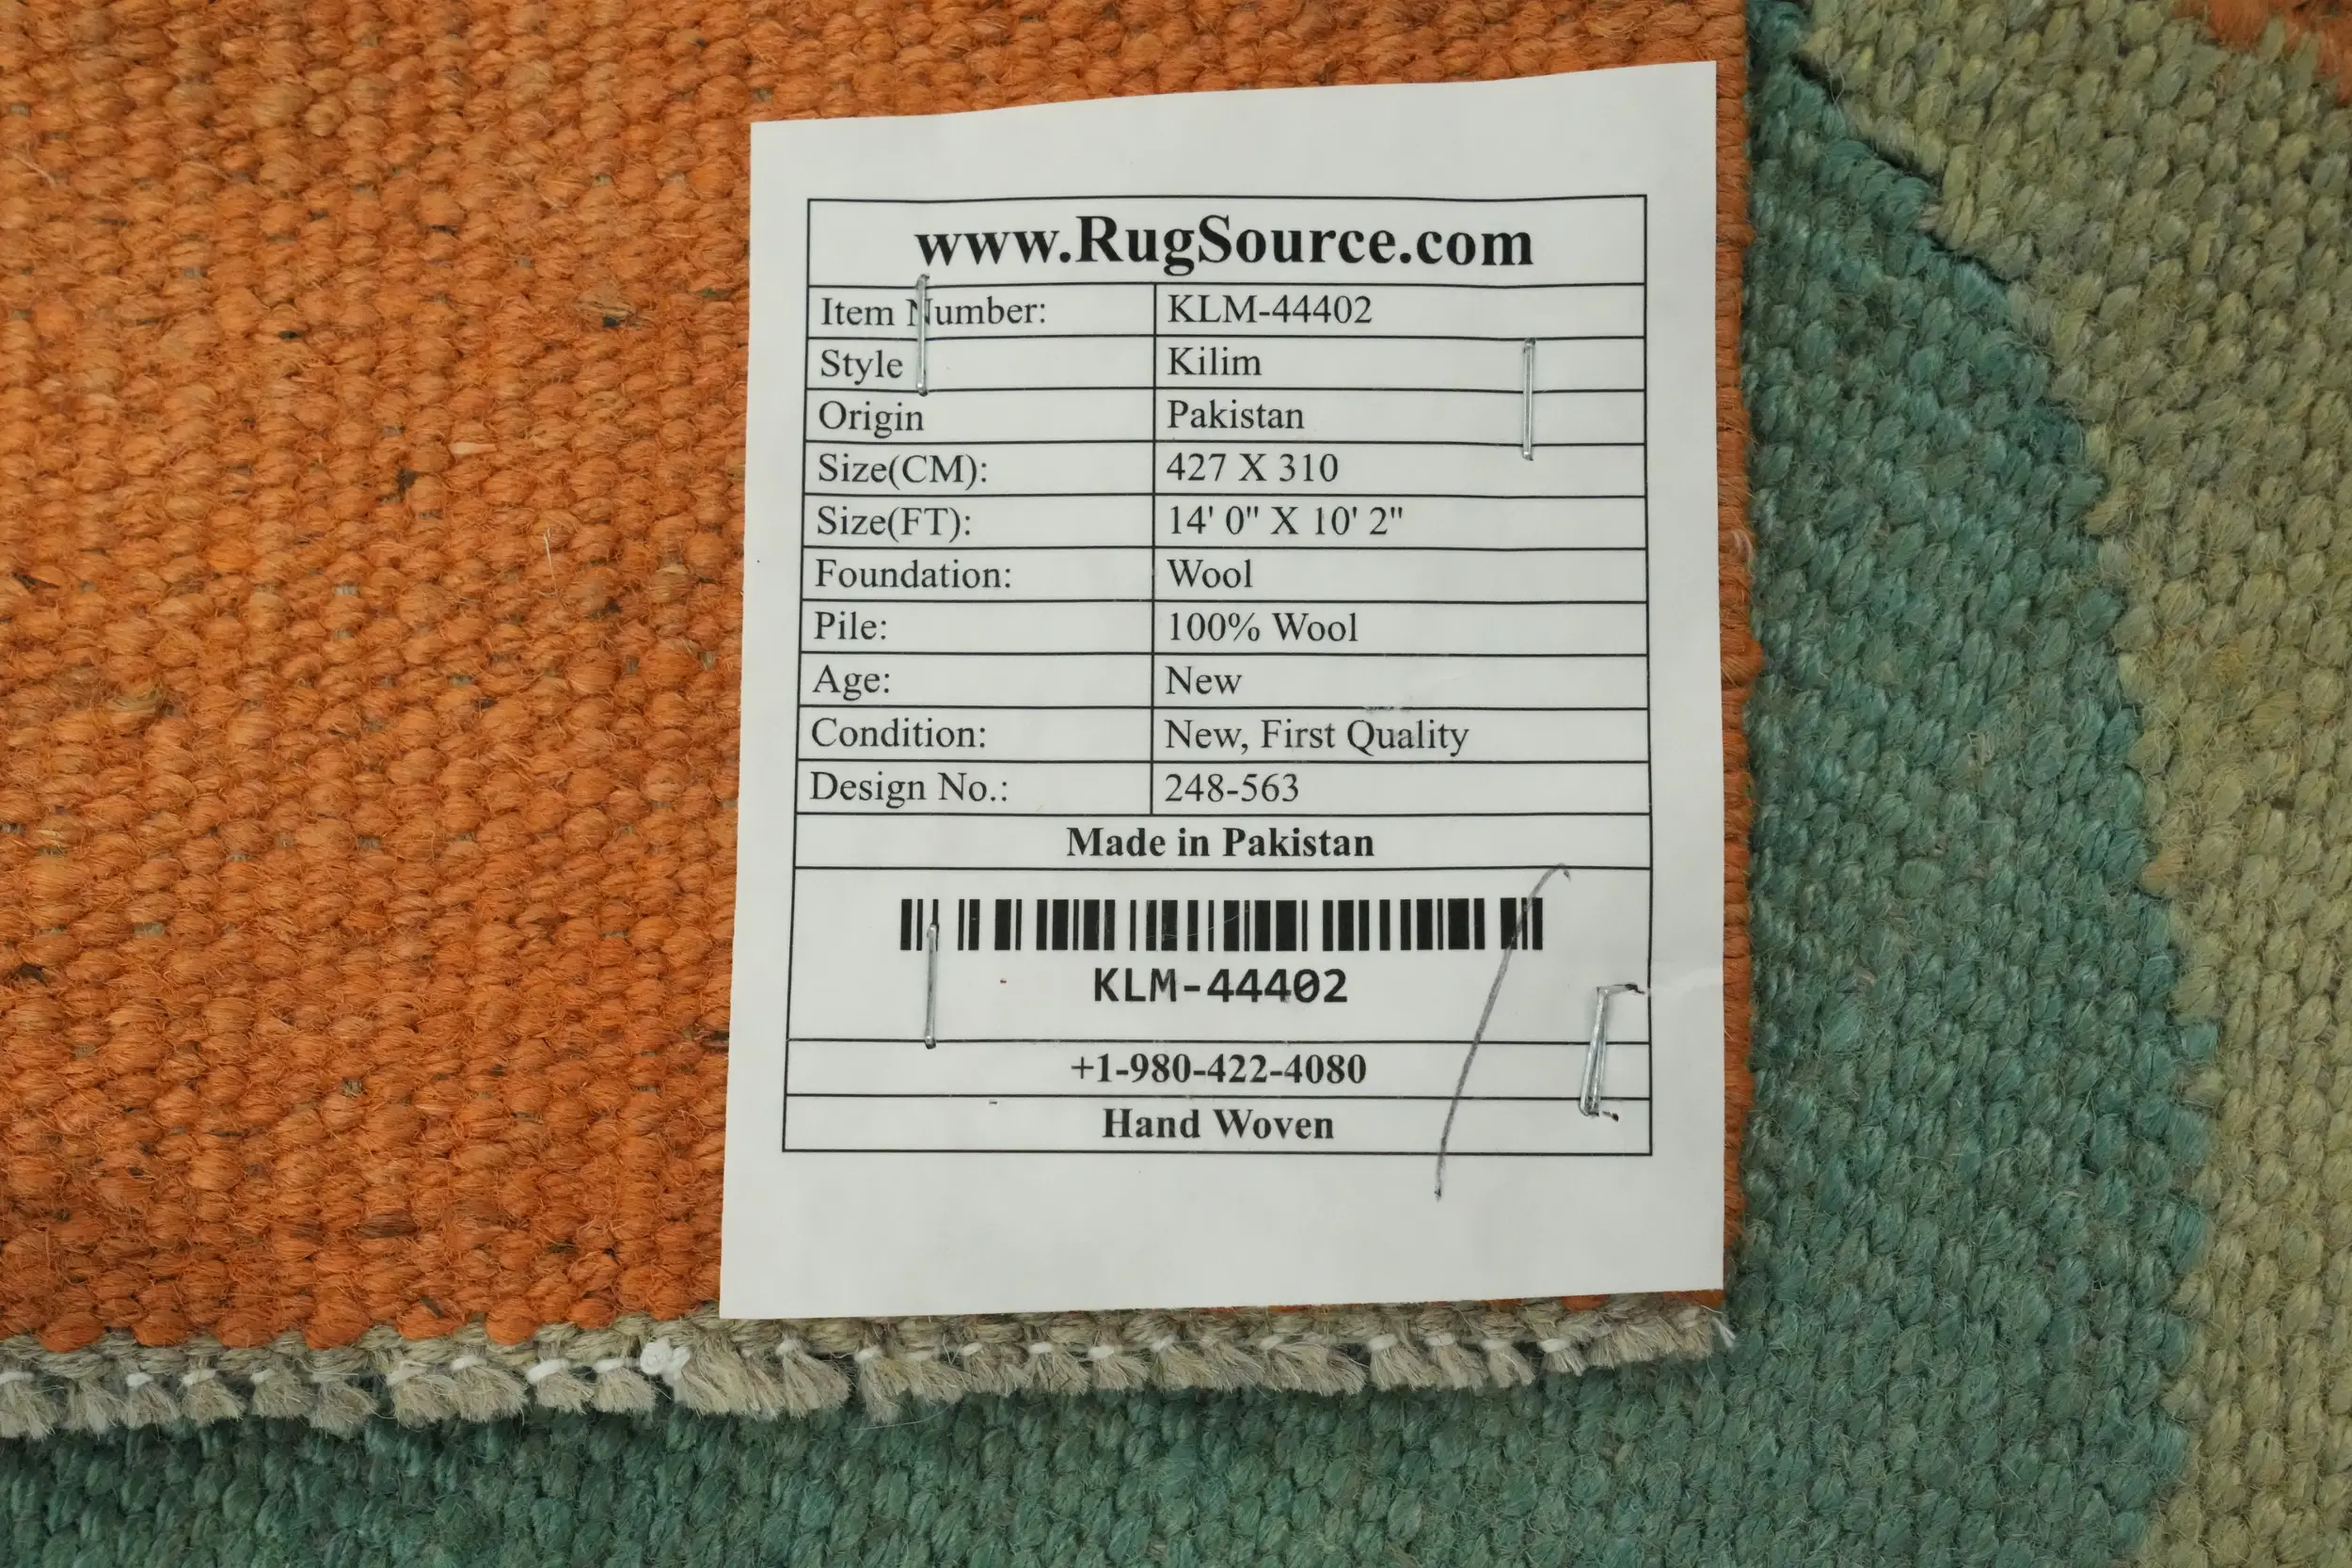 www.RugSource.com
Item Number: KLM-44402
Style Kilim
Origin Pakistan
Size(CM): 427 X 310
Size(FT): 14' 0" X 10' 2"
Foundation: Wool
Pile: 100% Wool
Age: New
Condition: New, First Quality
Design No.: 248-563
Made in Pakistan
KLM-44402
+1-980-422-4080
Hand Woven